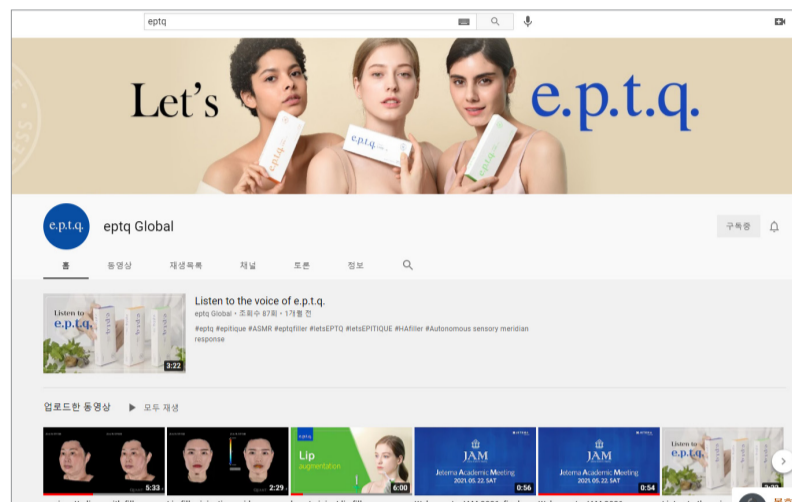 eptq
Let's
e.p.t.q.
e.p.t.q.
e.p.t.q.
e.p.t.q.
ESS
e.p.t.q.
eptq Global
구독중
홈
동영상
재생목록
채널
토론
정보
Listen to
e.p.t.q.
3:22
Listen to the voice of e.p.t.q.
eptq Global • 조회수 87회 • 1개월 전
#eptq #epitique #ASMR #eptqfiller #letsEPTQ #letsEPITIQUE #HAfiller #Autonomous sensory meridian
response
업로드한 동영상
모두 재생
5:33
2:29
Lip
augmentation
6:00
JAM
Jetema Academic Meeting
2021. 05. 22. SAT
0:56
JAM
Jetema Academic Meeting
2021. 05. 22. SAT
0:54
Listen to
e.p.t.q.